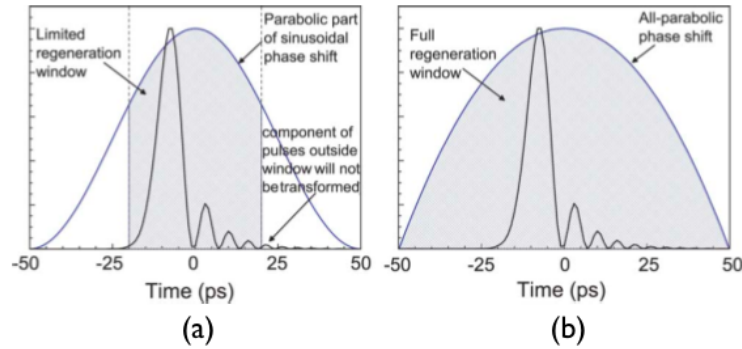 Limited
regeneration
window
Parabolic part
of sinusoidal
phase shift
component of
pulses outside
window will not
betransformed
-50 -25 0 25 50
Time (ps)
(a)
Full
regeneration
window
All-parabolic
phase shift
-50 -25 0 25 50
Time (ps)
(b)